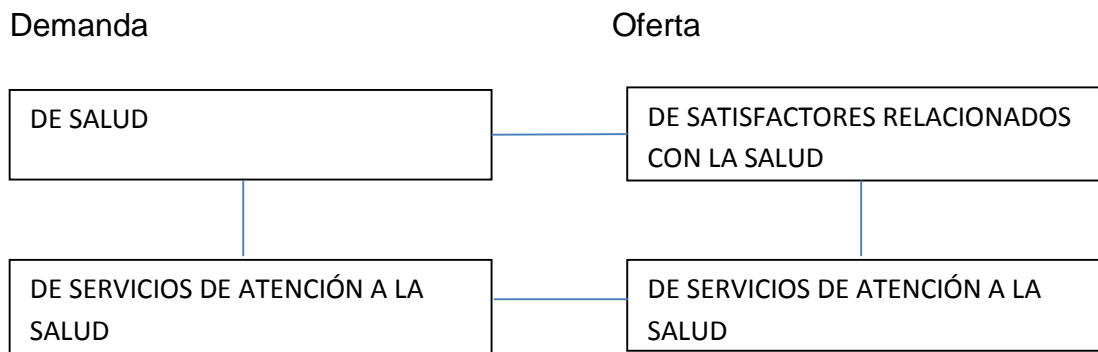 Demanda
Oferta
DE SALUD
DE SATISFACTORES RELACIONADOS
CON LA SALUD
DE SERVICIOS DE ATENCIÓN A LA
SALUD
DE SERVICIOS DE ATENCIÓN A LA
SALUD